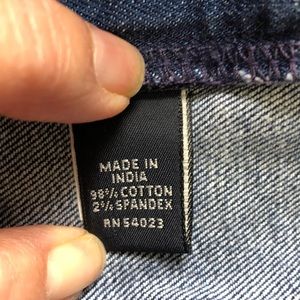 MADE IN
INDIA
98% COTTON
2% SPANDEX
RN 54023